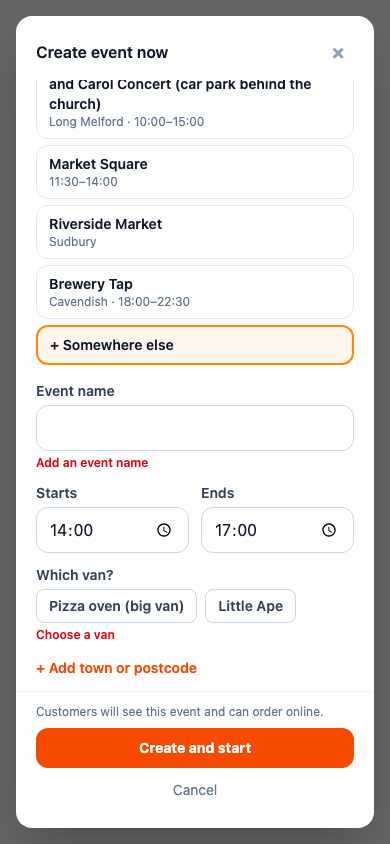 Create event now
and Carol Concert (car park behind the
church)
Long Melford · 10:00–15:00
Market Square
11:30–14:00
Riverside Market
Sudbury
Brewery Tap
Cavendish · 18:00–22:30
+ Somewhere else
Event name
Add an event name
Starts
Ends
14:00
17:00
Which van?
Pizza oven (big van)
Little Ape
Choose a van
+ Add town or postcode
Customers will see this event and can order online.
Create and start
Cancel